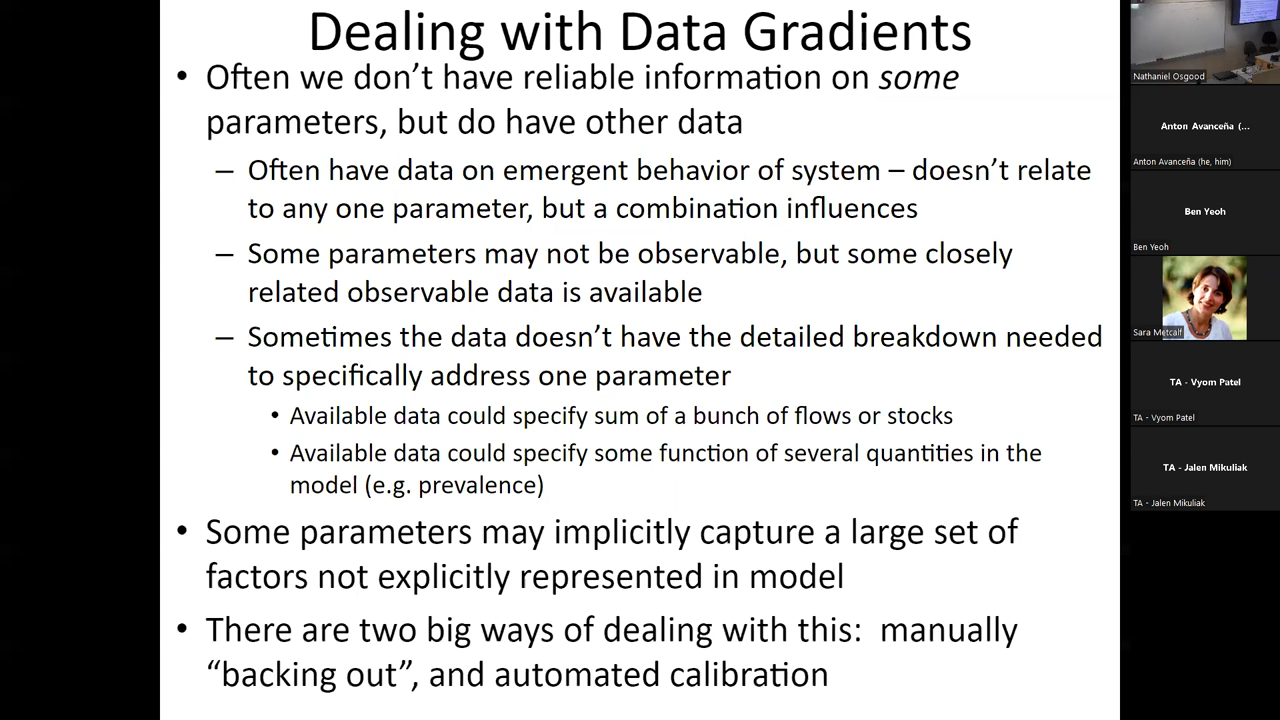 Dealing with Data Gradients
• Often we don’t have reliable information on some
parameters, but do have other data
– Often have data on emergent behavior of system – doesn’t relate
to any one parameter, but a combination influences
– Some parameters may not be observable, but some closely
related observable data is available
– Sometimes the data doesn’t have the detailed breakdown needed
to specifically address one parameter
• Available data could specify sum of a bunch of flows or stocks
• Available data could specify some function of several quantities in the
model (e.g. prevalence)
• Some parameters may implicitly capture a large set of
factors not explicitly represented in model
• There are two big ways of dealing with this:  manually
“backing out”, and automated calibration
Nathaniel Osgood
Anton Avanceña (...
Anton Avanceña (he, him)
Ben Yeoh
Ben Yeoh
Sara Metcalf
TA - Vyom Patel
TA - Vyom Patel
TA - Jalen Mikuliak
TA - Jalen Mikuliak